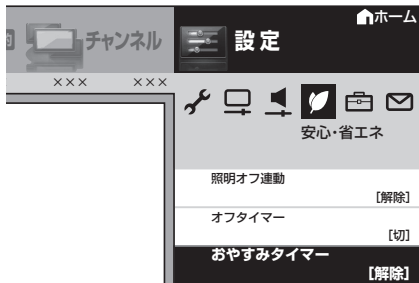 ホーム
チャンネル
設定
××× ×××
安心・省エネ
照明オフ連動
[解除]
オフタイマー
[切]
おやすみタイマー
[解除]